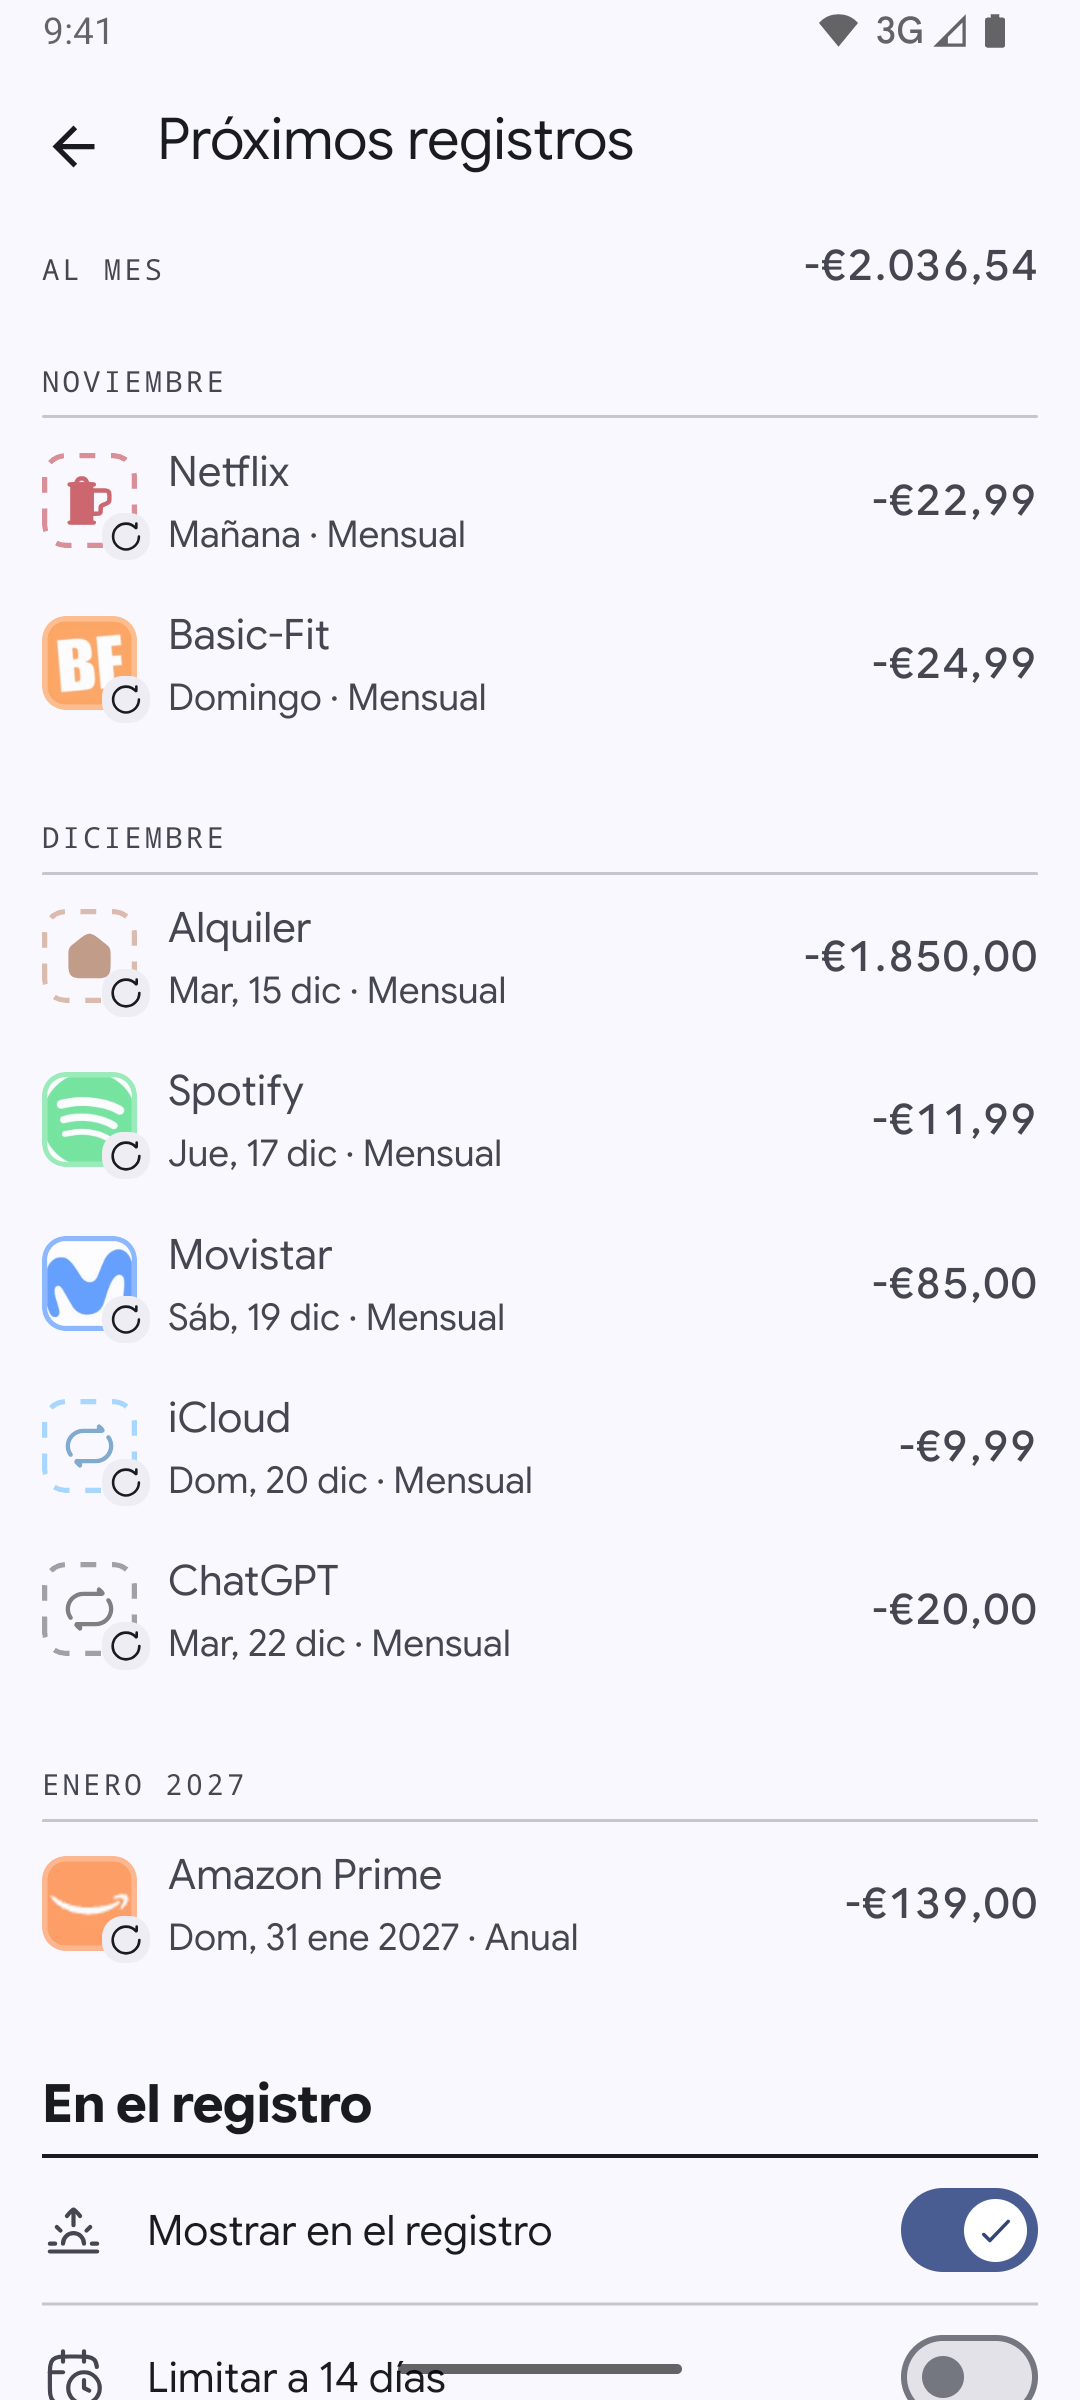 9:41
3G
Próximos registros
AL MES
-€2.036,54
NOVIEMBRE
Netflix
-€22,99
Mañana · Mensual
BF
Basic-Fit
-€24,99
Domingo · Mensual
DICIEMBRE
Alquiler
-€1.850,00
Mar, 15 dic · Mensual
Spotify
-€11,99
Jue, 17 dic · Mensual
Movistar
-€85,00
Sáb, 19 dic · Mensual
iCloud
-€9,99
Dom, 20 dic · Mensual
ChatGPT
-€20,00
Mar, 22 dic · Mensual
ENERO 2027
Amazon Prime
-€139,00
Dom, 31 ene 2027 · Anual
En el registro
Mostrar en el registro
Limitar a 14 días